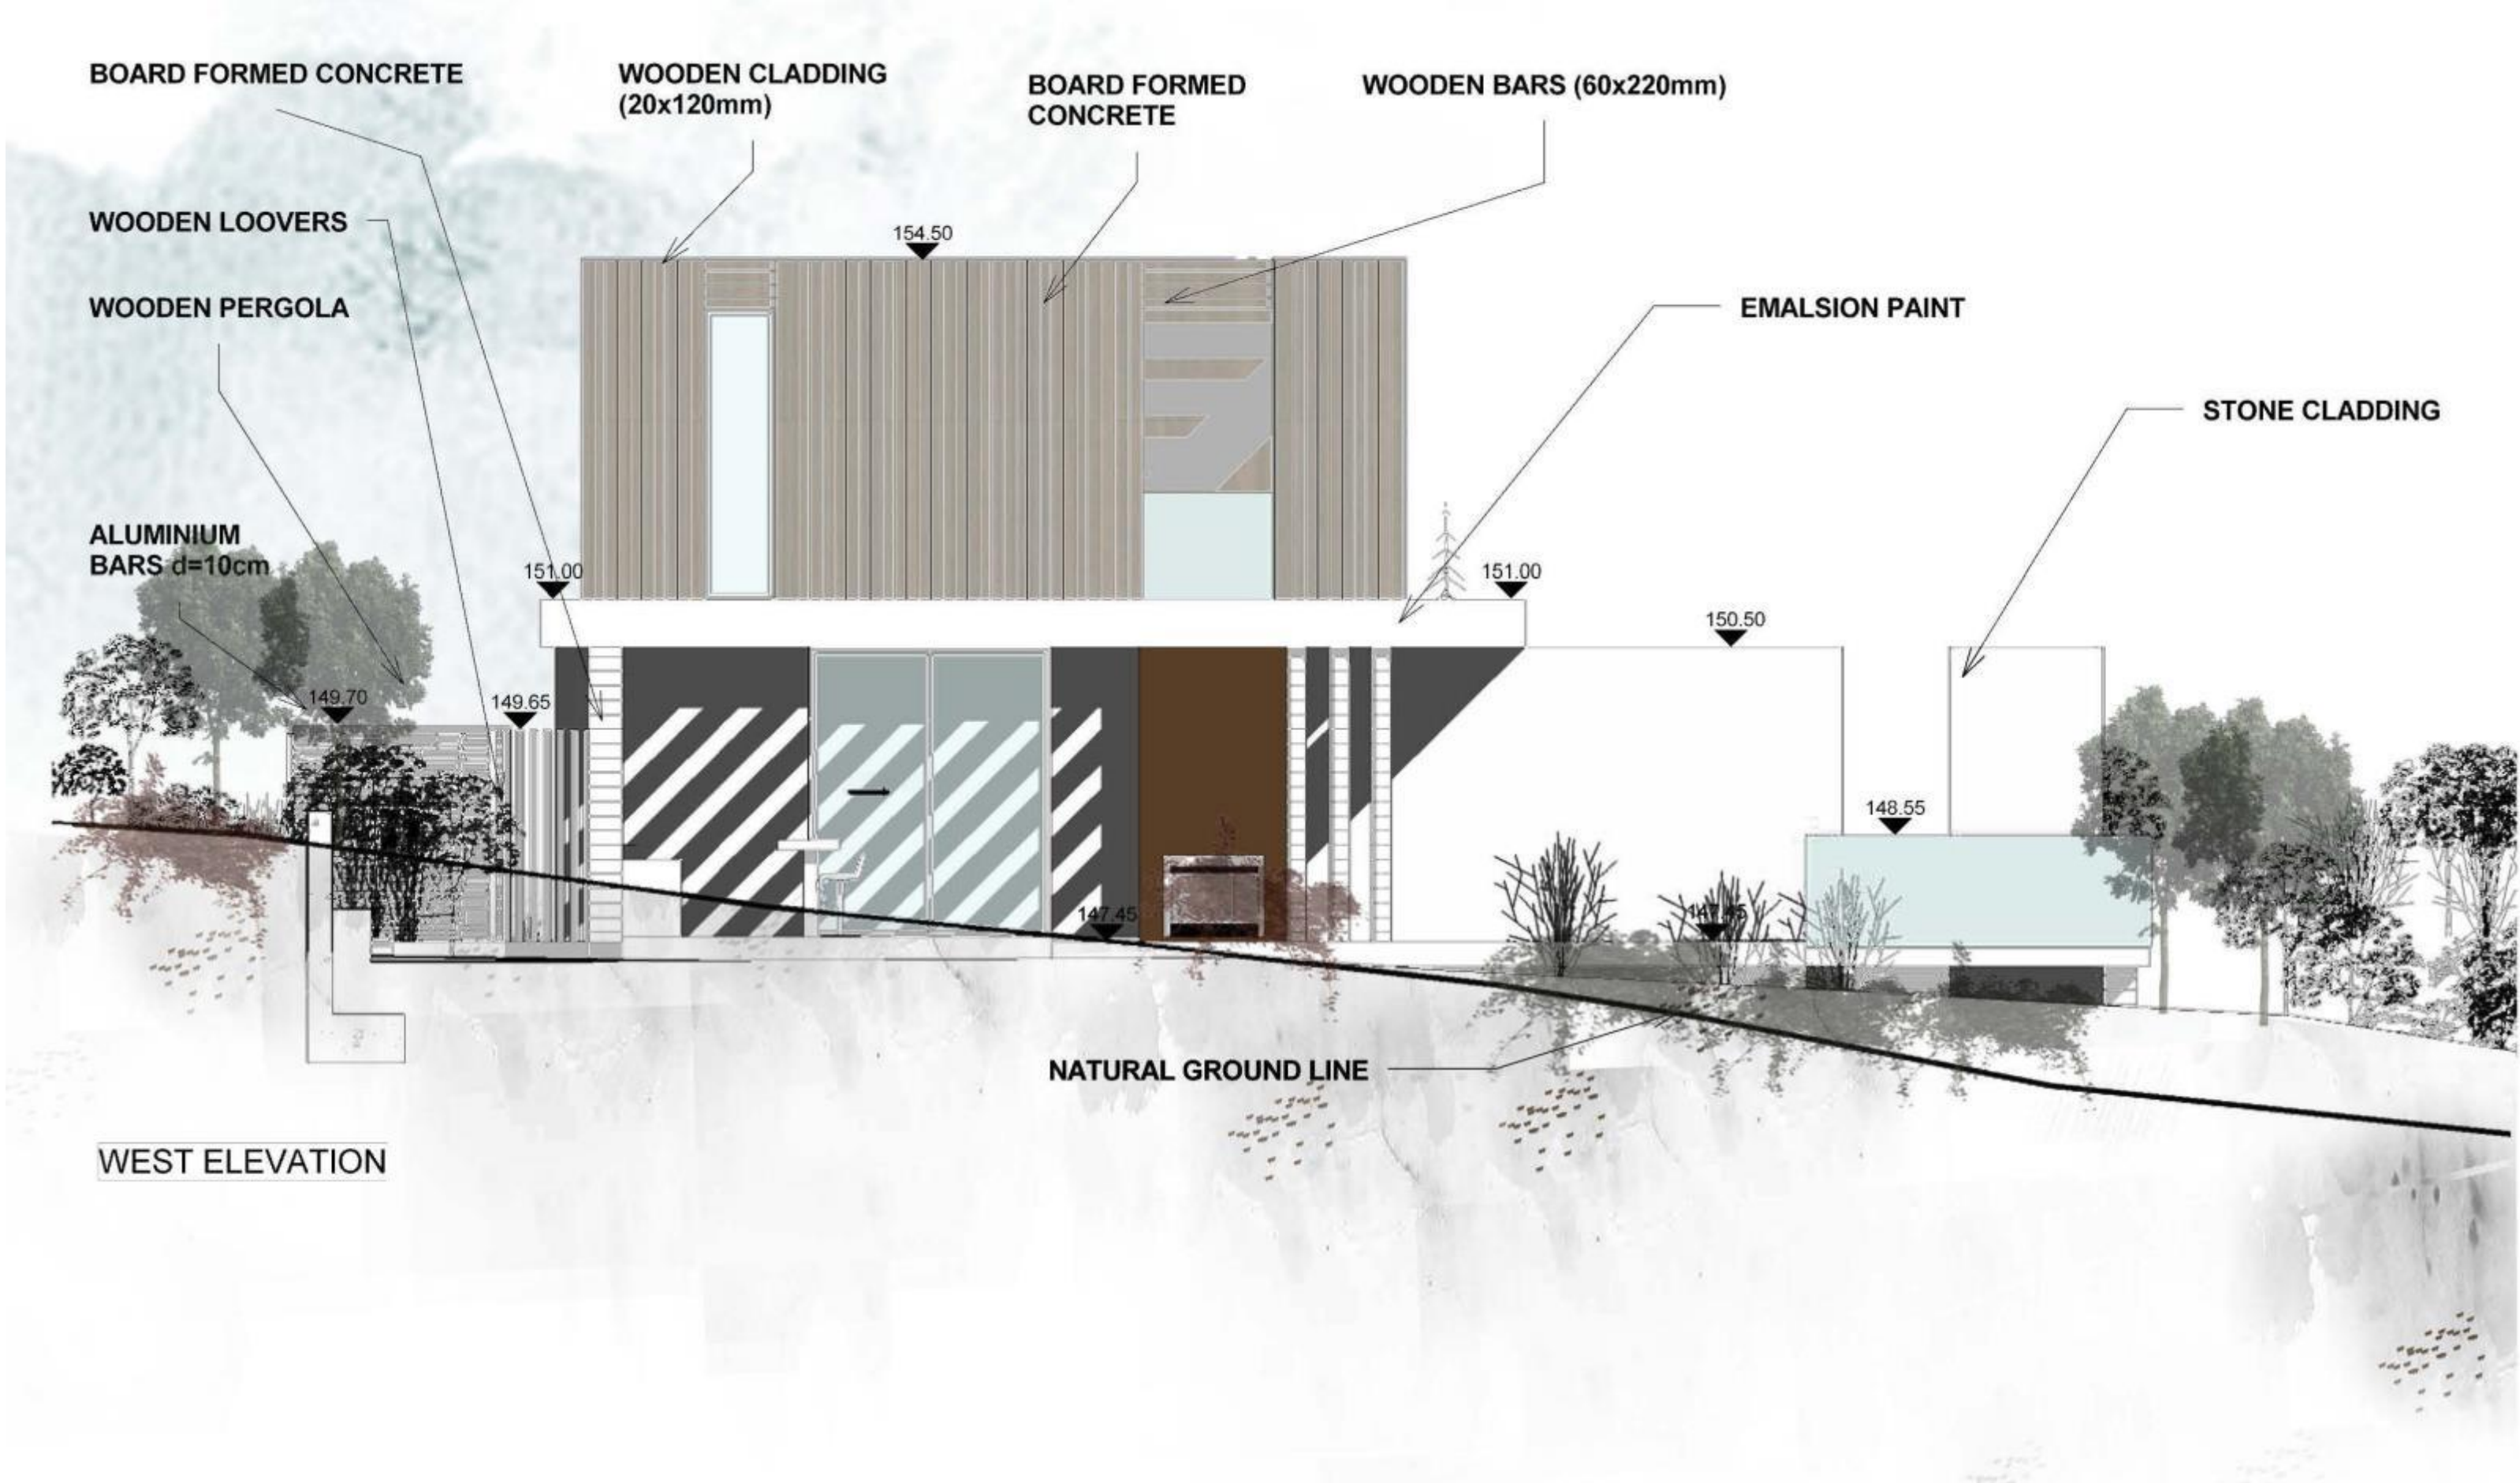 BOARD FORMED CONCRETE
WOODEN CLADDING
(20x120mm)
BOARD FORMED
CONCRETE
WOODEN BARS (60x220mm)
WOODEN LOOVERS
154.50
WOODEN PERGOLA
EMALSION PAINT
STONE CLADDING
ALUMINIUM
BARS d=10cm
151.00
151.00
150.50
149.70
149.65
148.55
147.45
147.45
NATURAL GROUND LINE
WEST ELEVATION